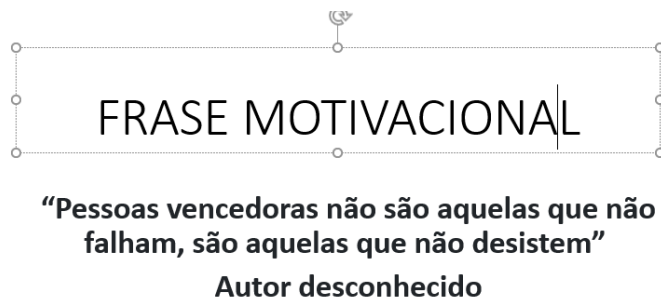 FRASE MOTIVACIONAL
“Pessoas vencedoras não são aquelas que não
falham, são aquelas que não desistem”
Autor desconhecido